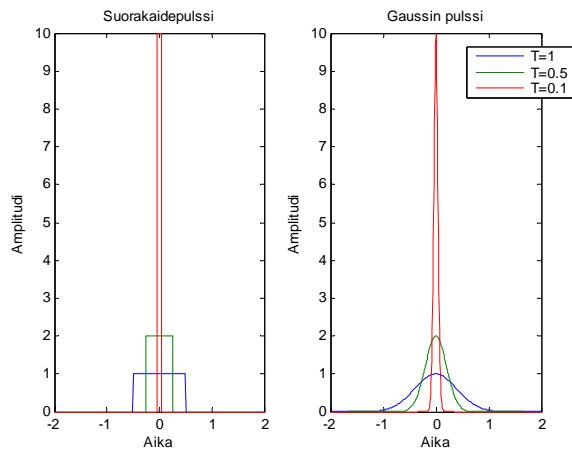 Suorakaidepulssi
10
9
8
7
6
5
4
3
2
1
0
-2 -1 0 1 2
Amplitudi
Aika
Gaussin pulssi
10
9
8
7
6
5
4
3
2
1
0
-2 -1 0 1 2
Amplitudi
Aika
T=1
T=0.5
T=0.1